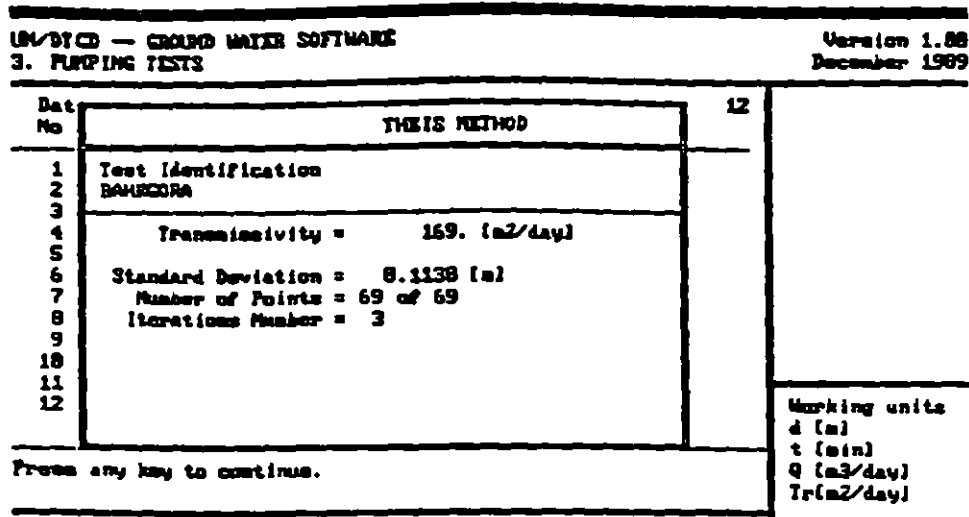 UN/DTCD — GROUND WATER SOFTWARE
Version 1.00
3. PUMPING TESTS
December 1989
Dat
12
No
THEIS METHOD
1 Test Identification
2
3
4 Transmissivity = 169. [m2/day]
5
6 Standard Deviation = 0.1138 [m]
7 Number of Points = 69 of 69
8 Iterations Number = 3
9
10
11
12
Working units
d [m]
t [min]
Press any key to continue.
Q [m3/day]
Tr[m2/day]